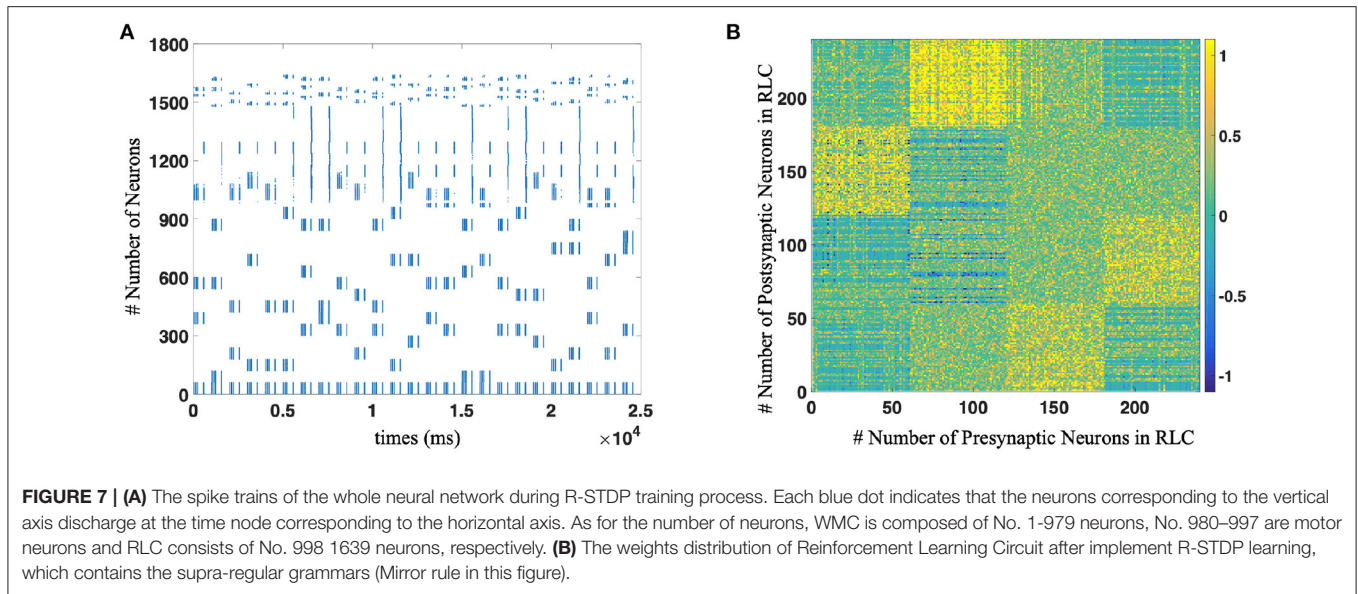 A
1800
1500
1200
900
600
300
0
# Number of Neurons
0 0.5 1 1.5 2 2.5
times (ms)
×10⁴
B
200
150
100
50
0
# Number of Postsynaptic Neurons in RLC
0 50 100 150 200
# Number of Presynaptic Neurons in RLC
1
0.5
0
-0.5
-1
FIGURE 7 | (A) The spike trains of the whole neural network during R-STDP training process. Each blue dot indicates that the neurons corresponding to the vertical
axis discharge at the time node corresponding to the horizontal axis. As for the number of neurons, WMC is composed of No. 1-979 neurons, No. 980–997 are motor
neurons and RLC consists of No. 998 1639 neurons, respectively. (B) The weights distribution of Reinforcement Learning Circuit after implement R-STDP learning,
which contains the supra-regular grammars (Mirror rule in this figure).